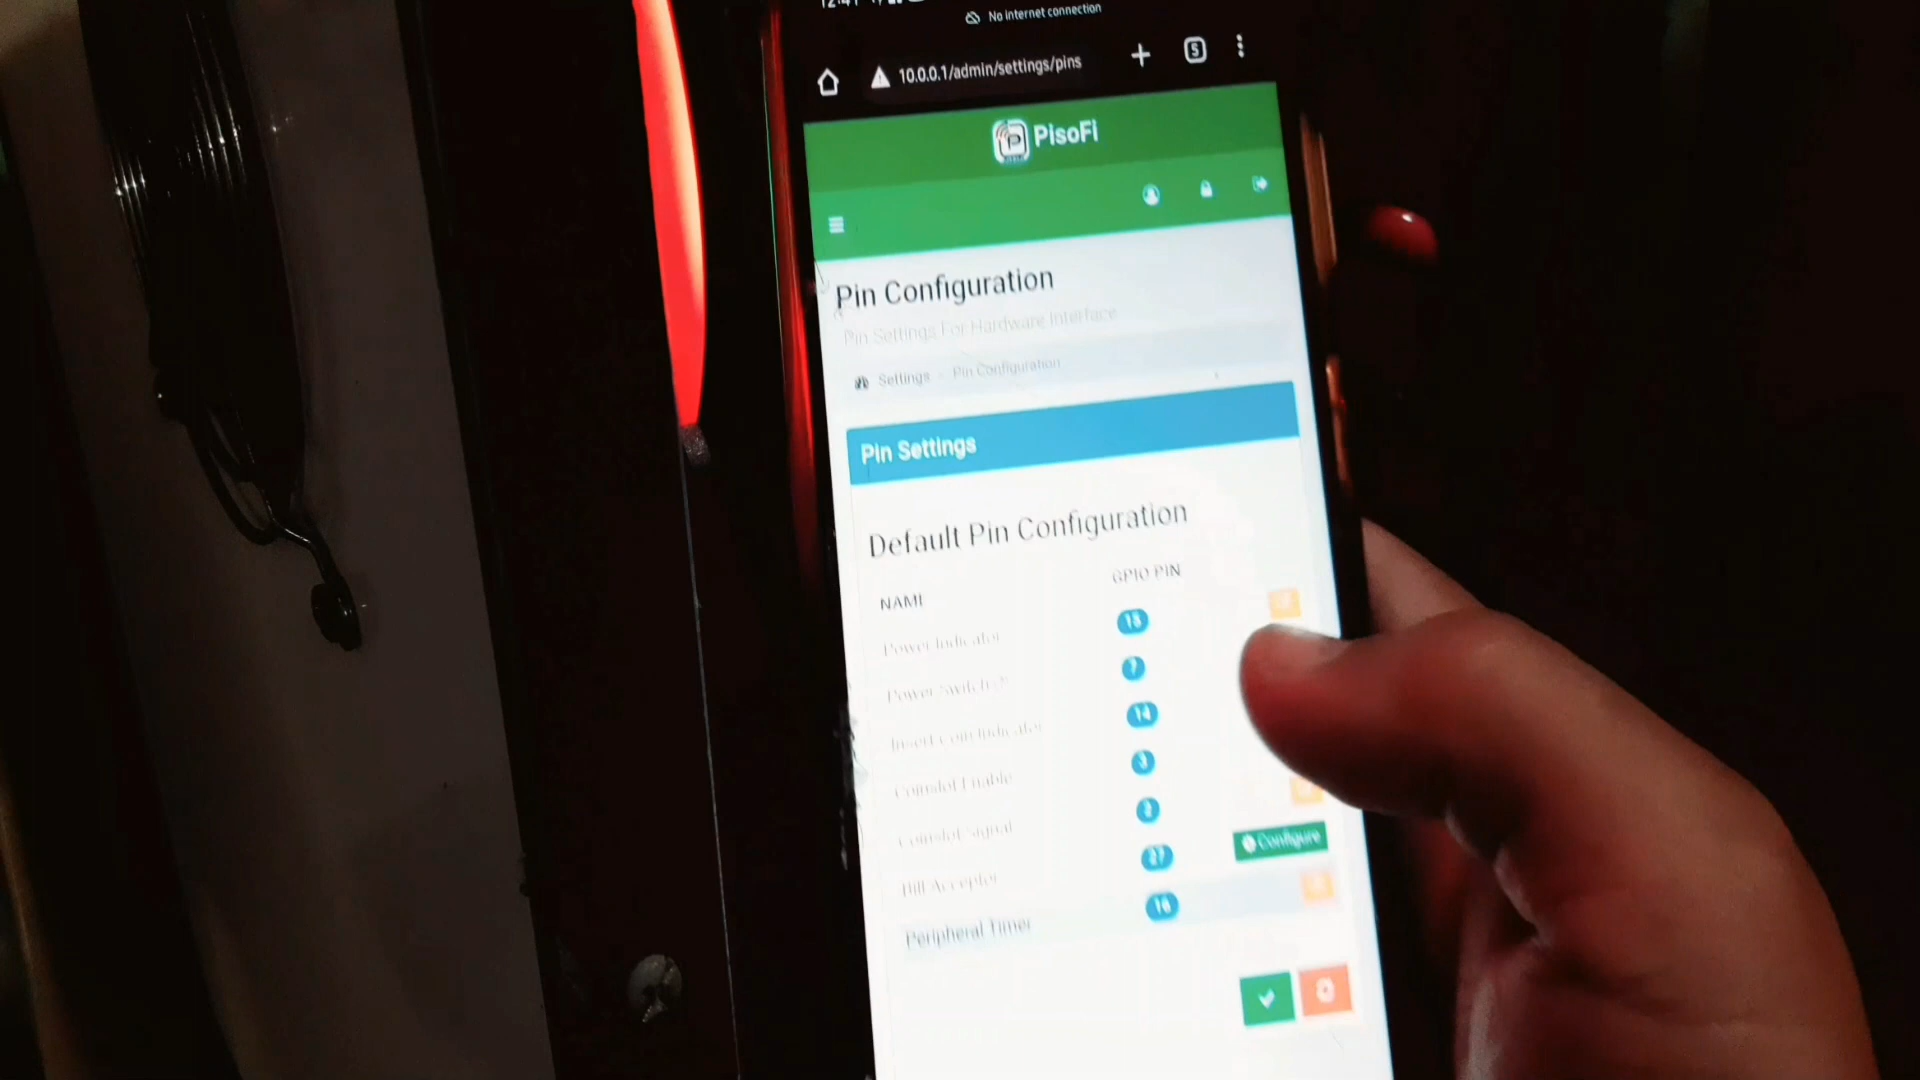 No internet connection
10.0.0.1/admin/settings/pins
5
PisoFi
Pin Configuration
Pin Settings For Hardware Interface
Settings Pin Configuration
Pin Settings
Default Pin Configuration
NAME GPIO PIN
Power Indicator 15
Power Switch 7
Insert Coin Indicator 14
Coinslot Enable 3
Coinslot Signal 2
Bill Acceptor 27 Configure
Peripheral Timer 16